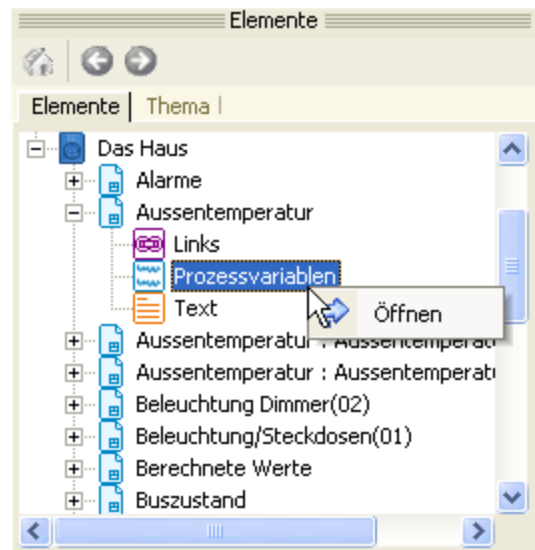 Elemente
Elemente Thema
Das Haus
Alarme
Aussentemperatur
Links
Prozessvariablen
Text
Öffnen
Aussentemperatur : Aussentemperat
Aussentemperatur : Aussentemperat
Beleuchtung Dimmer(02)
Beleuchtung/Steckdosen(01)
Berechnete Werte
Buszustand